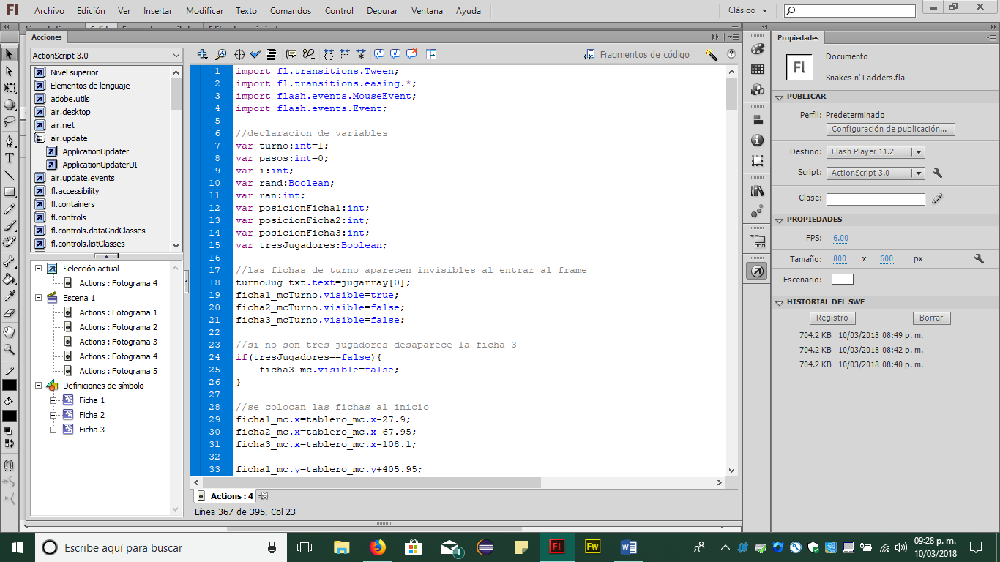 Fl Archivo Edición Ver Insertar Modificar Texto Comandos Control Depurar Ventana Ayuda Clásico
Acciones
ActionScript 3.0
Nivel superior
Elementos de lenguaje
adobe.utils
air.desktop
air.net
air.update
ApplicationUpdater
ApplicationUpdaterUI
air.update.events
fl.accessibility
fl.containers
fl.controls
fl.controls.dataGridClasses
fl.controls.listClasses
Selección actual
Actions : Fotograma 4
Escena 1
Actions : Fotograma 1
Actions : Fotograma 2
Actions : Fotograma 3
Actions : Fotograma 4
Actions : Fotograma 5
Definiciones de símbolo
Ficha 1
Ficha 2
Ficha 3
Fragmentos de código
1 import fl.transitions.Tween;
2 import fl.transitions.easing.*;
3 import flash.events.MouseEvent;
4 import flash.events.Event;
5
6 //declaracion de variables
7 var turno:int=1;
8 var pasos:int=0;
9 var i:int;
10 var rand:Boolean;
11 var ran:int;
12 var posicionFicha1:int;
13 var posicionFicha2:int;
14 var posicionFicha3:int;
15 var tresJugadores:Boolean;
16
17 //las fichas de turno aparecen invisibles al entrar al frame
18 turnoJug_txt.text=jugarray[0];
19 ficha1_mcTurno.visible=true;
20 ficha2_mcTurno.visible=false;
21 ficha3_mcTurno.visible=false;
22
23 //si no son tres jugadores desaparece la ficha 3
24 if(tresJugadores==false){
25 ficha3_mc.visible=false;
26 }
27
28 //se colocan las fichas al inicio
29 ficha1_mc.x=tablero_mc.x-27.9;
30 ficha2_mc.x=tablero_mc.x-67.95;
31 ficha3_mc.x=tablero_mc.x-108.1;
32
33 ficha1_mc.y=tablero_mc.y+405.95;
Actions : 4
Línea 367 de 395, Col 23
Propiedades
Fl
Documento
Snakes n' Ladders.fla
PUBLICAR
Perfil: Predeterminado
Configuración de publicación...
Destino: Flash Player 11.2
Script: ActionScript 3.0
Clase:
PROPIEDADES
FPS: 6.00
Tamaño: 800 x 600 px
Escenario:
HISTORIAL DEL SWF
Registro Borrar
704.2 KB 10/03/2018 08:49 p. m.
704.2 KB 10/03/2018 08:42 p. m.
704.2 KB 10/03/2018 08:40 p. m.
Escribe aquí para buscar
1
Fl
Fw
W
09:28 p. m.
10/03/2018